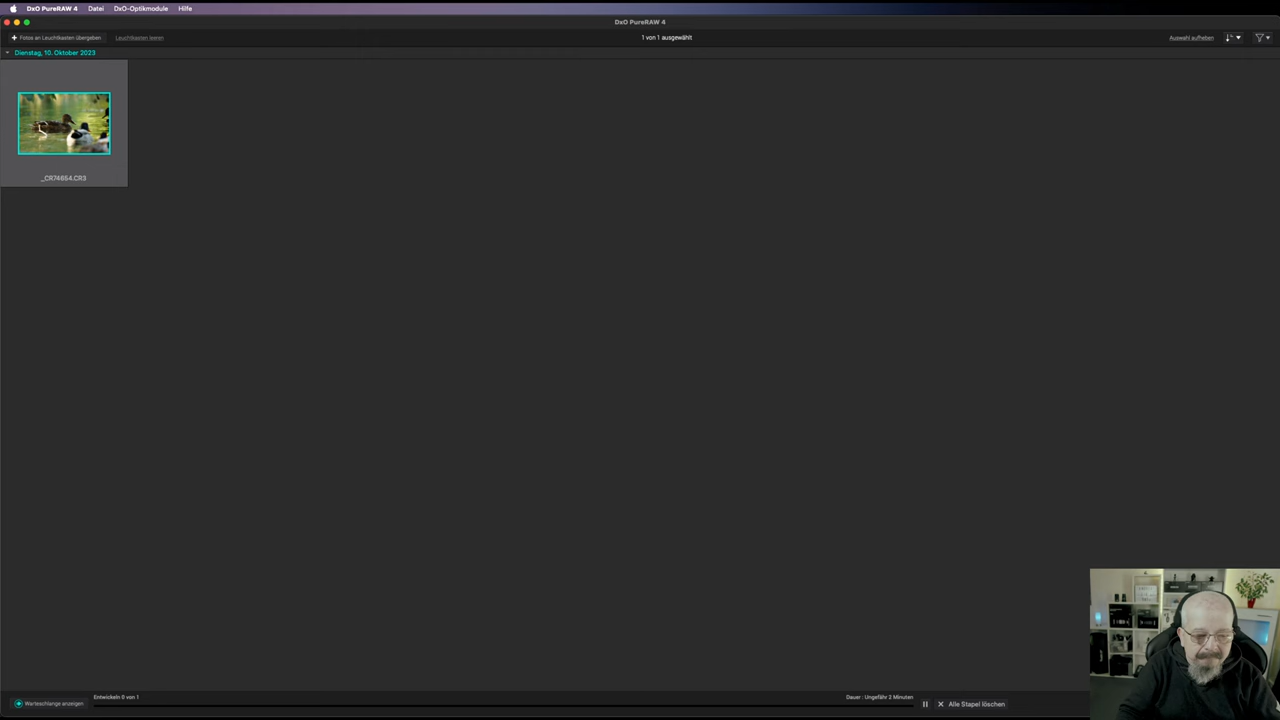 DxO PureRAW 4 Datei DxO-Optikmodule Hilfe
DxO PureRAW 4
Fotos an Leuchtkasten übergeben Leuchtkasten leeren 1 von 1 ausgewählt Auswahl aufheben
Dienstag, 10. Oktober 2023
_CR74654.CR3
Entwickeln 0 von 1 Dauer : Ungefähr 2 Minuten
Warteschlange anzeigen Alle Stapel löschen